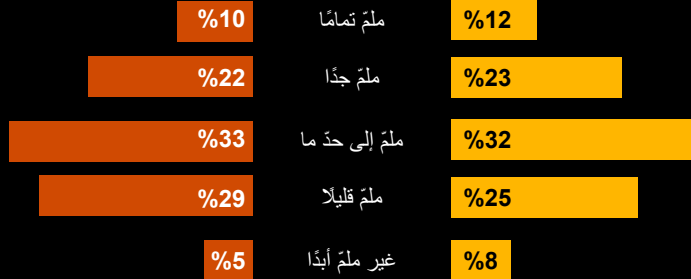 %12 ملمّ تمامًا %10
%23 ملمّ جدًا %22
%32 ملمّ إلى حدّ ما %33
%25 ملمّ قليلًا %29
%8 غير ملمّ أبدًا %5